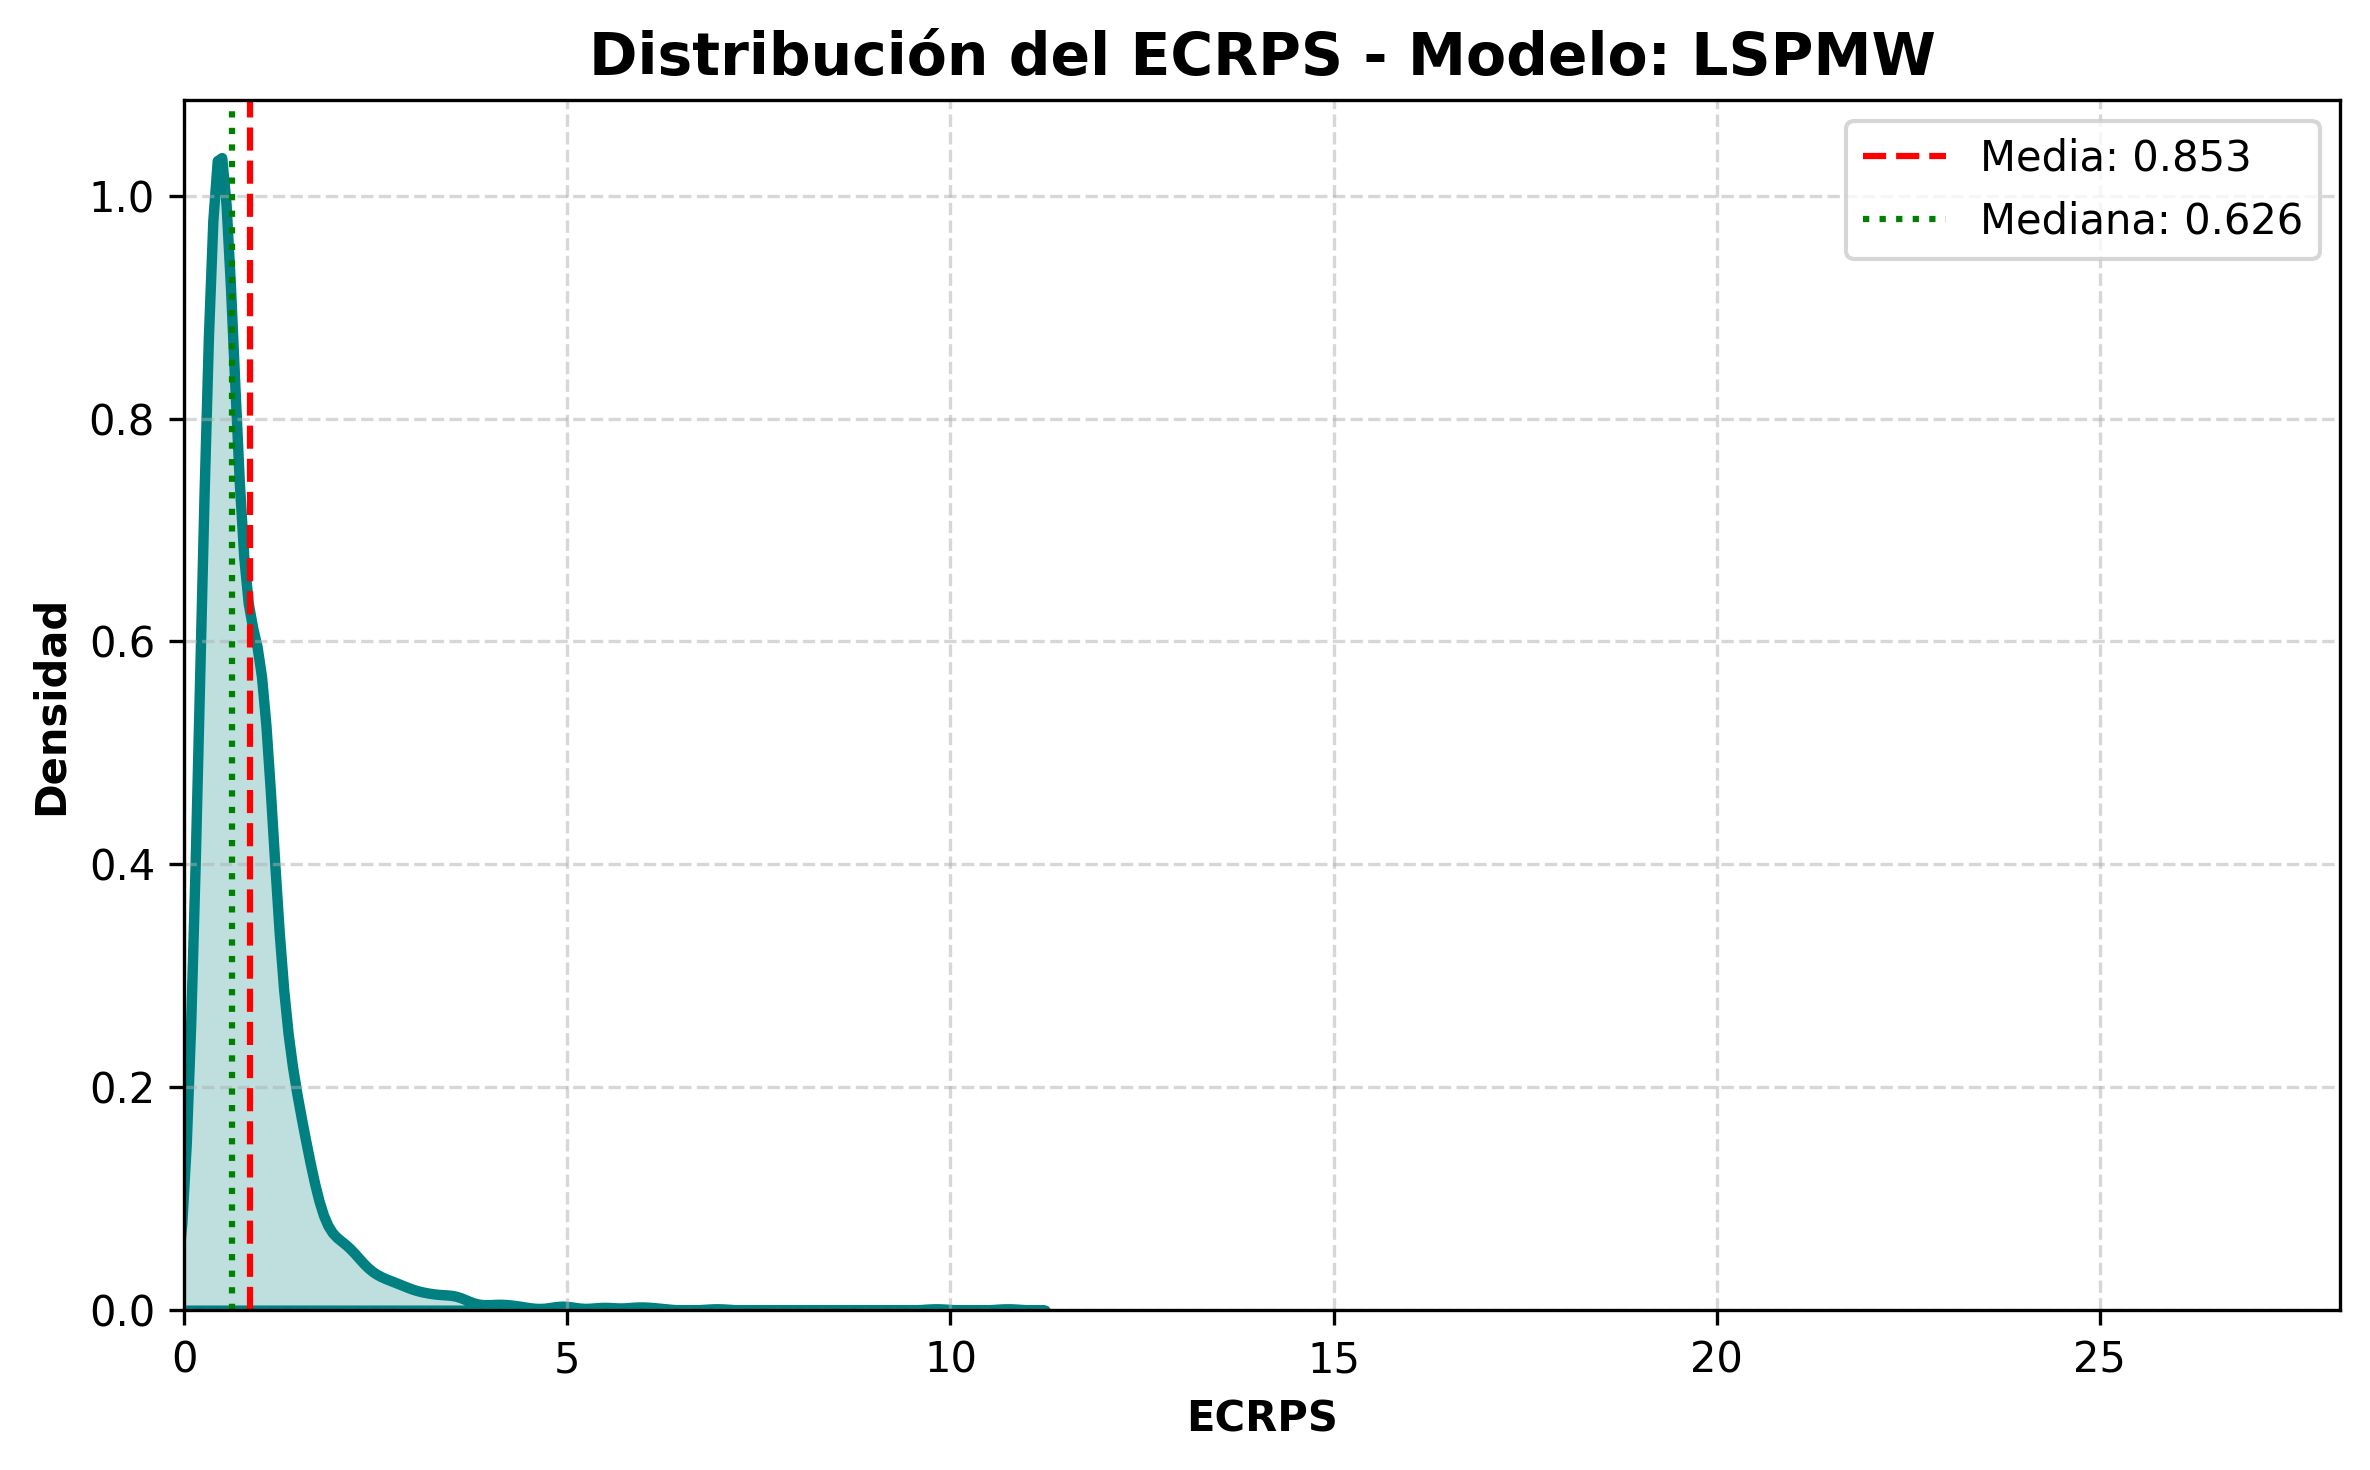 Distribución del ECRPS - Modelo: LSPMW
Media: 0.853
Mediana: 0.626
Densidad
1.0
0.8
0.6
0.4
0.2
0.0
0 5 10 15 20 25
ECRPS